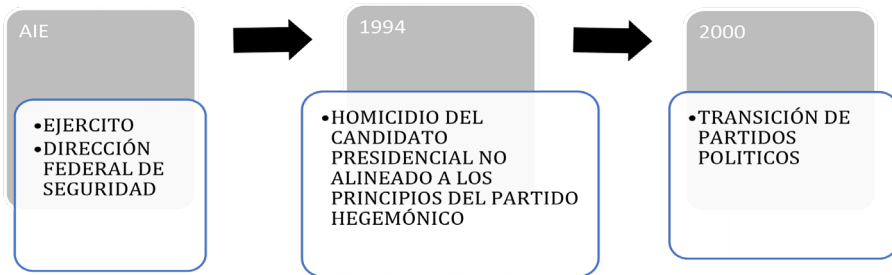 AIE
•EJERCITO
•DIRECCIÓN
FEDERAL DE
SEGURIDAD
1994
•HOMICIDIO DEL
CANDIDATO
PRESIDENCIAL NO
ALINEADO A LOS
PRINCIPIOS DEL PARTIDO
HEGEMÓNICO
2000
•TRANSICIÓN DE
PARTIDOS
POLITICOS